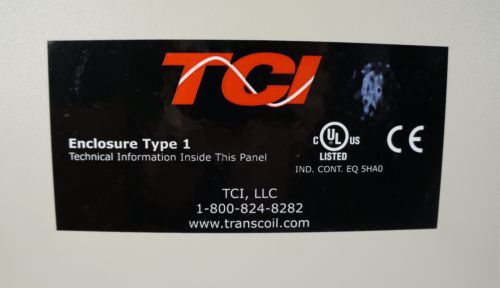 TCI
Enclosure Type 1
Technical Information Inside This Panel
C UL US
LISTED
CE
IND. CONT. EQ 5HA0
TCI, LLC
1-800-824-8282
www.transcoil.com